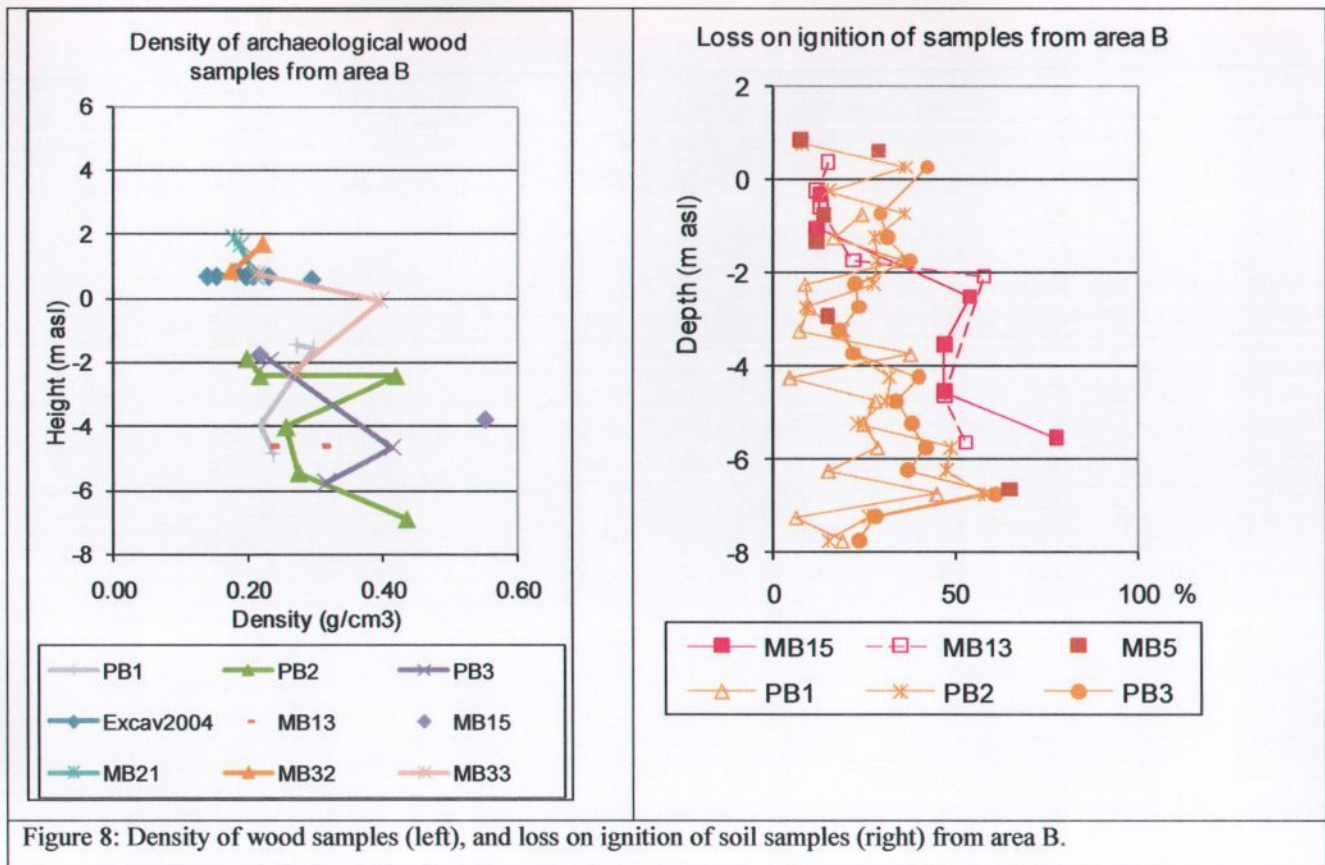 Density of archaeological wood
samples from area B
6
4
2
0
-2
-4
-6
-8
Height (m asl)
0.00 0.20 0.40 0.60
Density (g/cm3)
PB1 PB2 PB3
Excav2004 MB13 MB15
MB21 MB32 MB33
Loss on ignition of samples from area B
2
0
-2
-4
-6
-8
Depth (m asl)
0 50 100 %
MB15 MB13 MB5
PB1 PB2 PB3
Figure 8: Density of wood samples (left), and loss on ignition of soil samples (right) from area B.